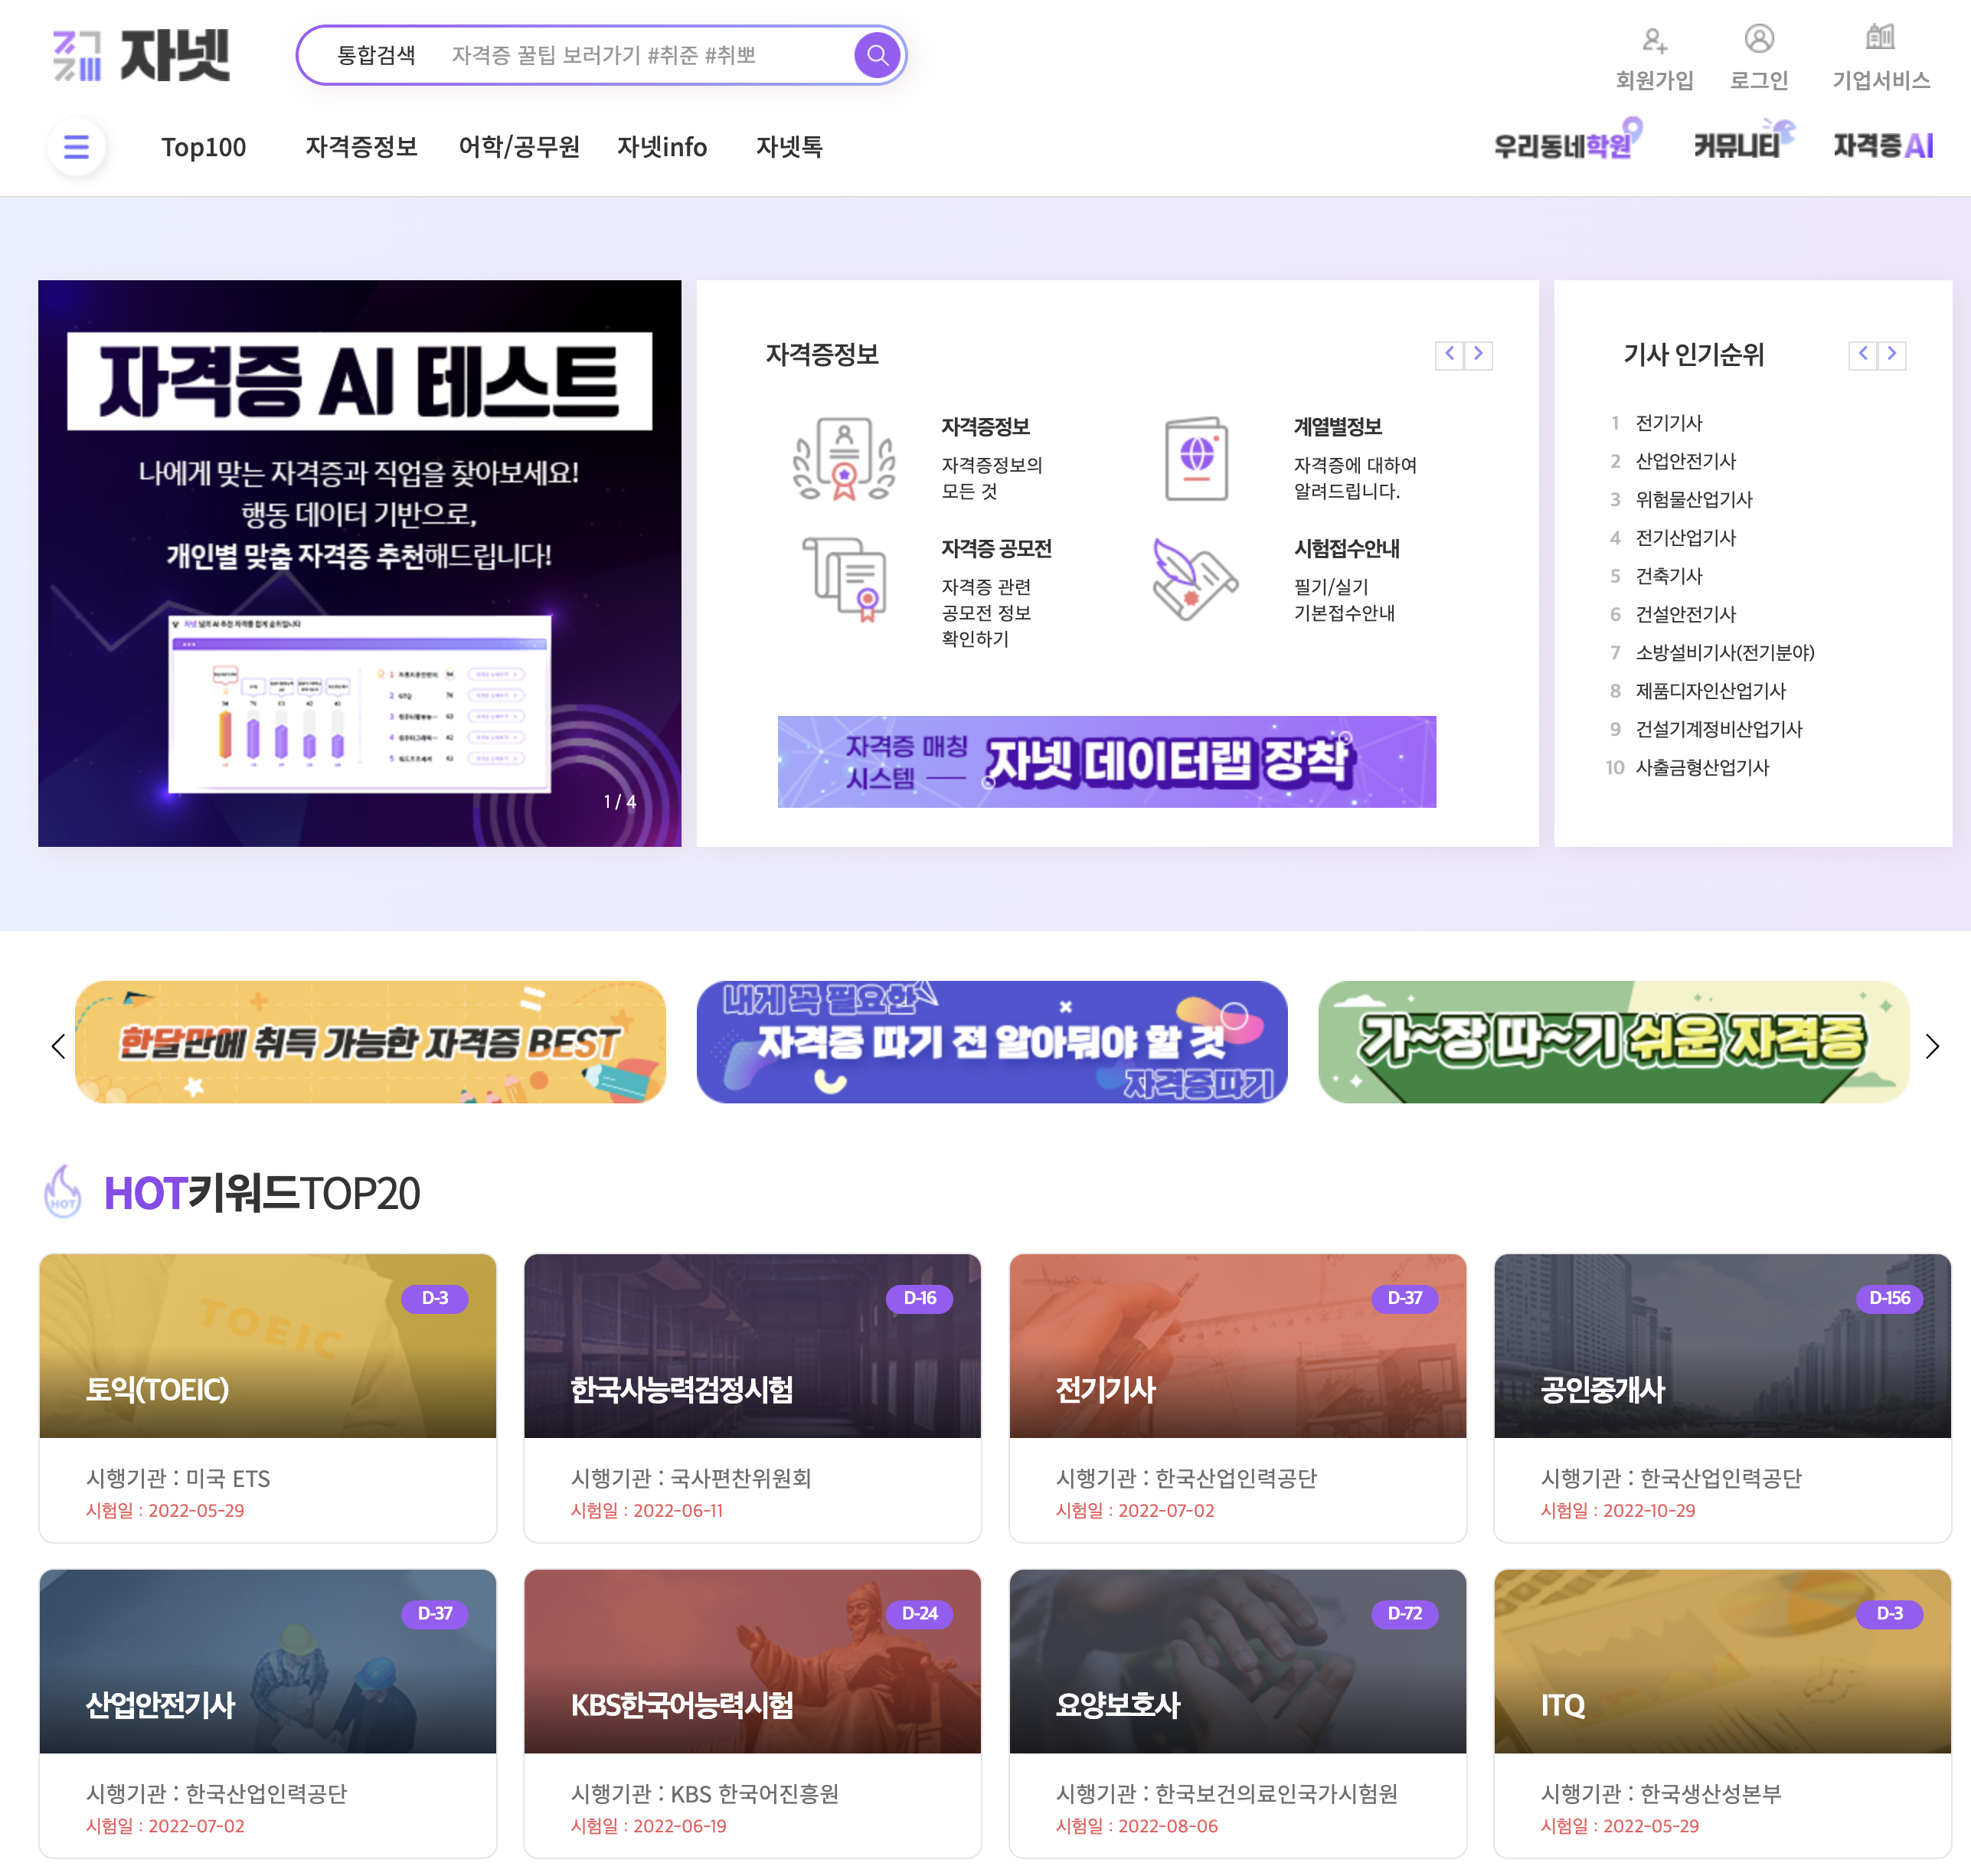 자넷
통합검색 자격증 꿀팁 보러가기 #취준 #취뽀
회원가입
로그인
기업서비스
Top100
자격증정보
어학/공무원
자넷info
자넷톡
우리동네학원
커뮤니티
자격증AI
자격증 AI 테스트
나에게 맞는 자격증과 직업을 찾아보세요!
행동 데이터 기반으로,
개인별 맞춤 자격증 추천해드립니다!
자넷 님의 AI 추천 자격증 합계 순위입니다
1 / 4
자격증정보
자격증정보
자격증정보의
모든 것
계열별정보
자격증에 대하여
알려드립니다.
자격증 공모전
자격증 관련
공모전 정보
확인하기
시험접수안내
필기/실기
기본접수안내
자격증 매칭
시스템
자넷 데이터랩 장착
기사 인기순위
1 전기기사
2 산업안전기사
3 위험물산업기사
4 전기산업기사
5 건축기사
6 건설안전기사
7 소방설비기사(전기분야)
8 제품디자인산업기사
9 건설기계정비산업기사
10 사출금형산업기사
한달만에 취득 가능한 자격증 BEST
내게 꼭 필요한
자격증 따기 전 알아둬야 할 것
자격증따기
가~장 따~기 쉬운 자격증
HOT
HOT키워드TOP20
TOEIC
D-3
토익(TOEIC)
시행기관 : 미국 ETS
시험일 : 2022-05-29
D-16
한국사능력검정시험
시행기관 : 국사편찬위원회
시험일 : 2022-06-11
D-37
전기기사
시행기관 : 한국산업인력공단
시험일 : 2022-07-02
D-156
공인중개사
시행기관 : 한국산업인력공단
시험일 : 2022-10-29
D-37
산업안전기사
시행기관 : 한국산업인력공단
시험일 : 2022-07-02
D-24
KBS한국어능력시험
시행기관 : KBS 한국어진흥원
시험일 : 2022-06-19
D-72
요양보호사
시행기관 : 한국보건의료인국가시험원
시험일 : 2022-08-06
D-3
ITQ
시행기관 : 한국생산성본부
시험일 : 2022-05-29